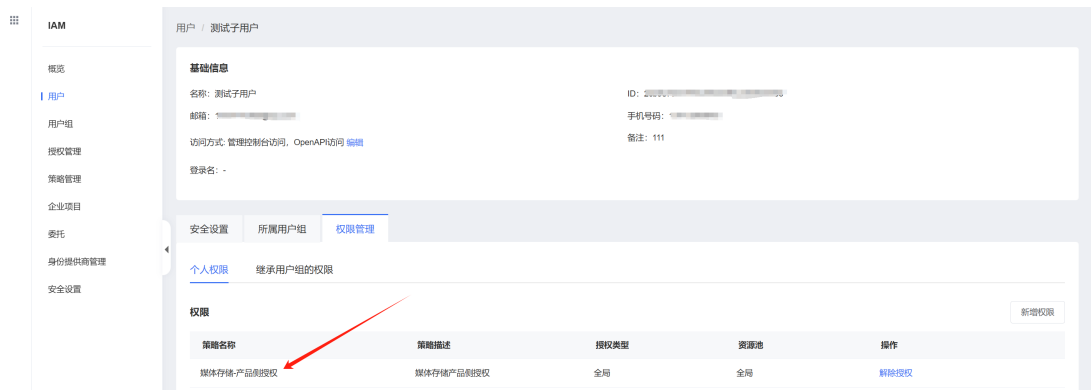 IAM
用户 / 测试子用户
概览
用户
用户组
授权管理
策略管理
企业项目
委托
身份提供商管理
安全设置
基础信息
名称: 测试子用户
ID:
邮箱:
手机号码:
访问方式: 管理控制台访问，OpenAPI访问 编辑
备注: 111
登录名: -
安全设置 所属用户组 权限管理
个人权限 继承用户组的权限
权限
新增权限
策略名称 策略描述 授权类型 资源池 操作
媒体存储-产品侧授权 媒体存储产品侧授权 全局 全局 解除授权